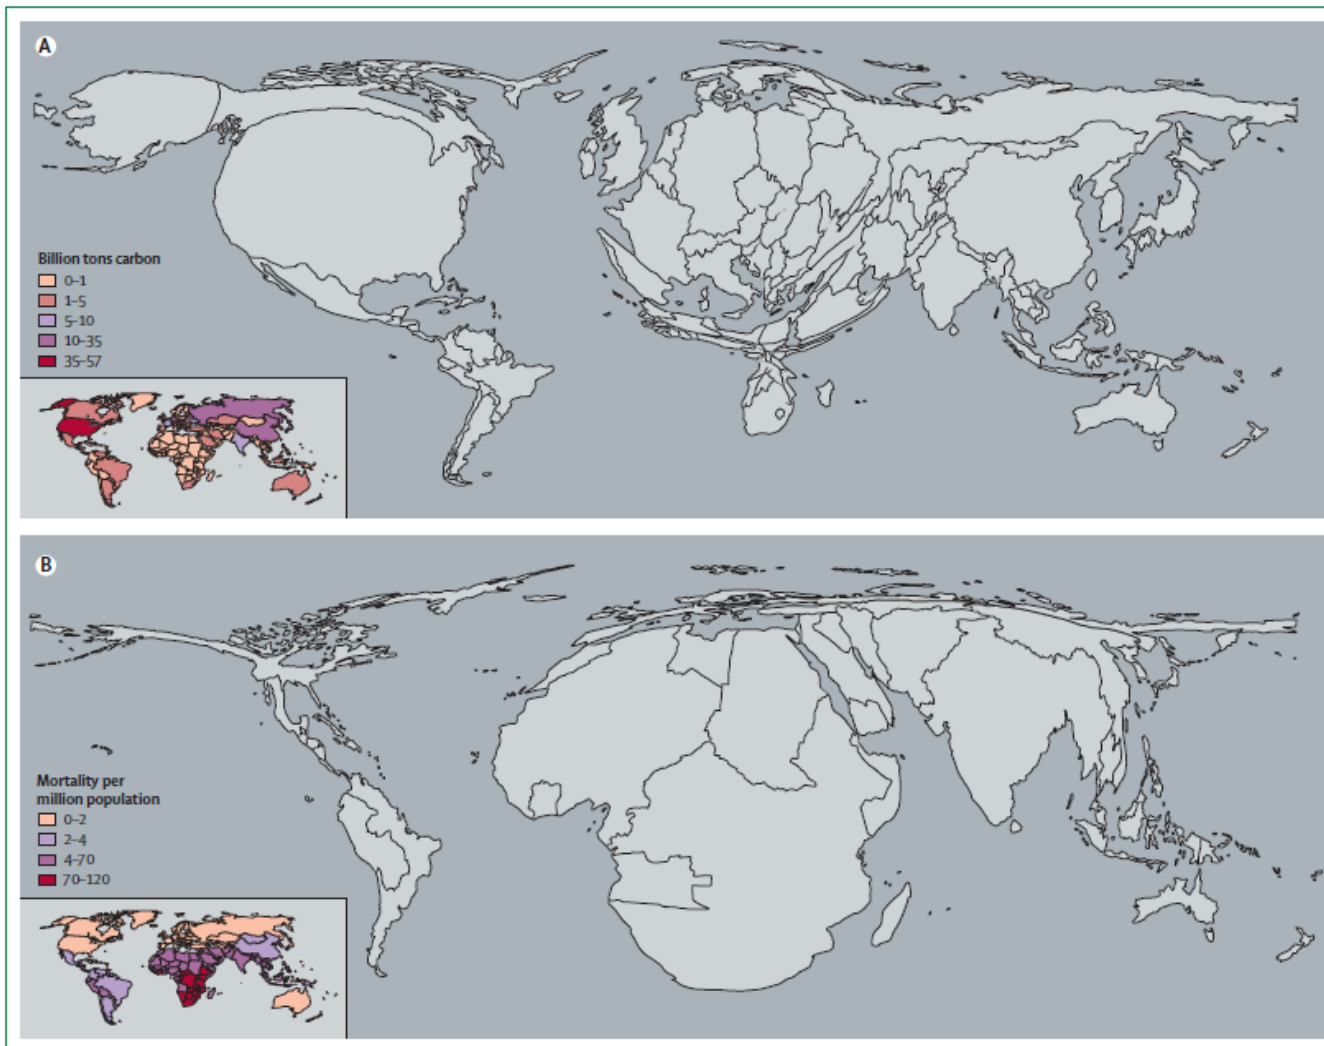 A
Billion tons carbon
0–1
1–5
5–10
10–35
35–57
B
Mortality per
million population
0–2
2–4
4–70
70–120